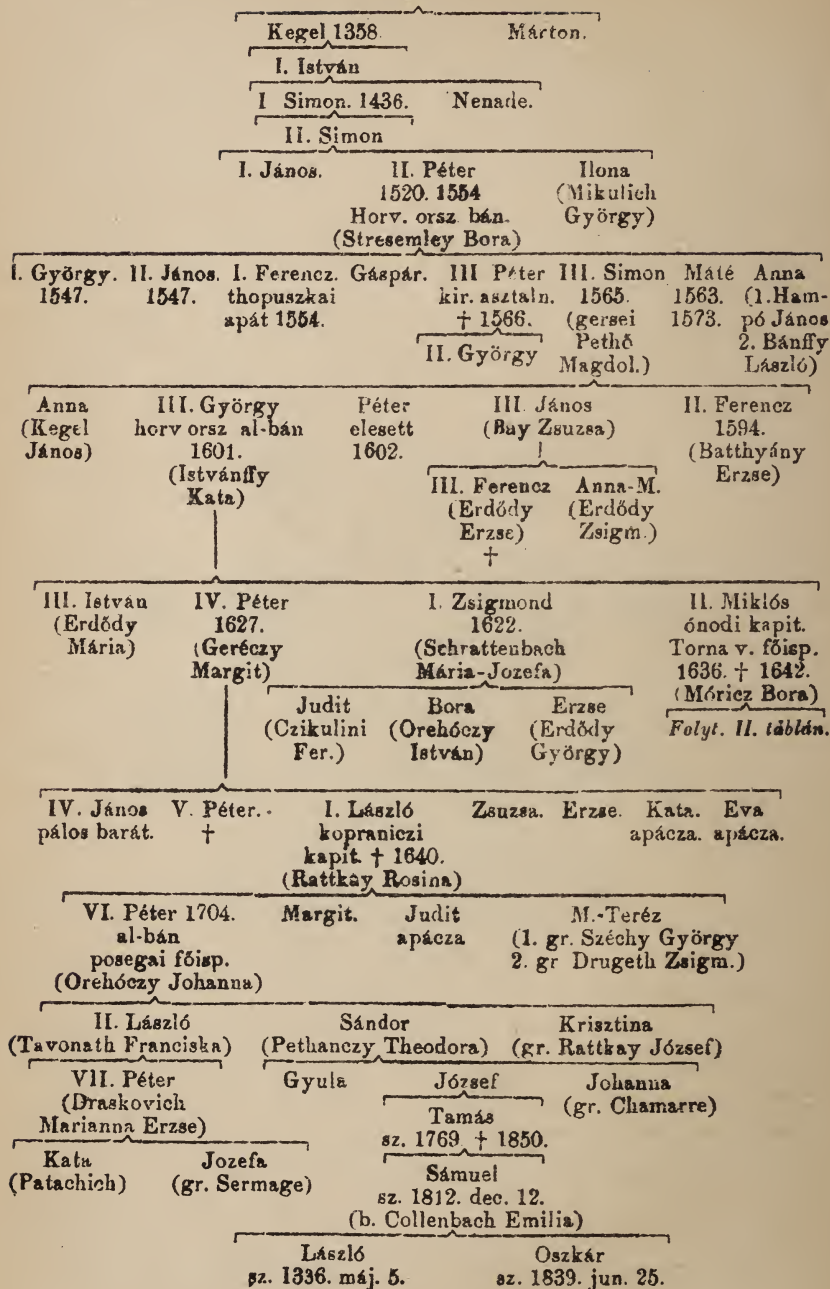 Kegel 1358. Márton.
I. István
I Simon. 1436. Nenade.
II. Simon
I. János. II. Péter Ilona
1520. 1554 (Mikulich
Horv. orsz bán. György)
(Stresemley Bora)
I. György. II. János. I. Ferencz. Gáspár. III Péter III. Simon Máté Anna
1547. 1547. thopuszkai kir. asztaln. 1565. 1563. (1. Ham-
apát 1554. † 1566. (gersei 1573. pó János
II. György Pethő 2. Bánffy
Magdol.) László)
Anna III. György Péter III. János II. Ferencz
(Kegel horv orsz al-bán elesett (Bay Zsuzsa) 1594.
János) 1601. 1602. (Batthyány
(Istvánffy Erzse)
Kata) III. Ferencz Anna-M.
(Erdődy (Erdődy
Erzse) Zsigm.)
†
III. István IV. Péter I. Zsigmond II. Miklós
(Erdődy 1627. 1622. ónodi kapit.
Mária) (Geréczy (Schrattenbach Torna v. főisp.
Margit) Mária-Jozefa) 1636. † 1642.
(Móricz Bora)
Judit Bora Erzse
(Czikulini (Orehóczy (Erdődy Folyt. II. táblán.
Fer.) István) György)
IV. János V. Péter. I. László Zsuzsa. Erzse. Kata. Eva
pálos barát. † kopraniczi apácza. apácza.
kapit. † 1640.
(Rattkay Rosina)
VI. Péter 1704. Margit. Judit M.-Teréz
al-bán apácza (1. gr. Széchy György
posegai főisp. 2. gr Drugeth Zsigm.)
(Orehóczy Johanna)
II. László Sándor Krisztina
(Tavonath Franciska) (Pethanczy Theodora) (gr. Rattkay József)
VII. Péter Gyula József Johanna
(Draskovich (gr. Chamarre)
Marianna Erzse) Tamás
sz. 1769 † 1850.
Kata Jozefa Sámuel
(Patachich) (gr. Sermage) sz. 1812. dec. 12.
(b. Collenbach Emilia)
László Oszkár
sz. 1336. máj. 5. sz. 1839. jun. 25.